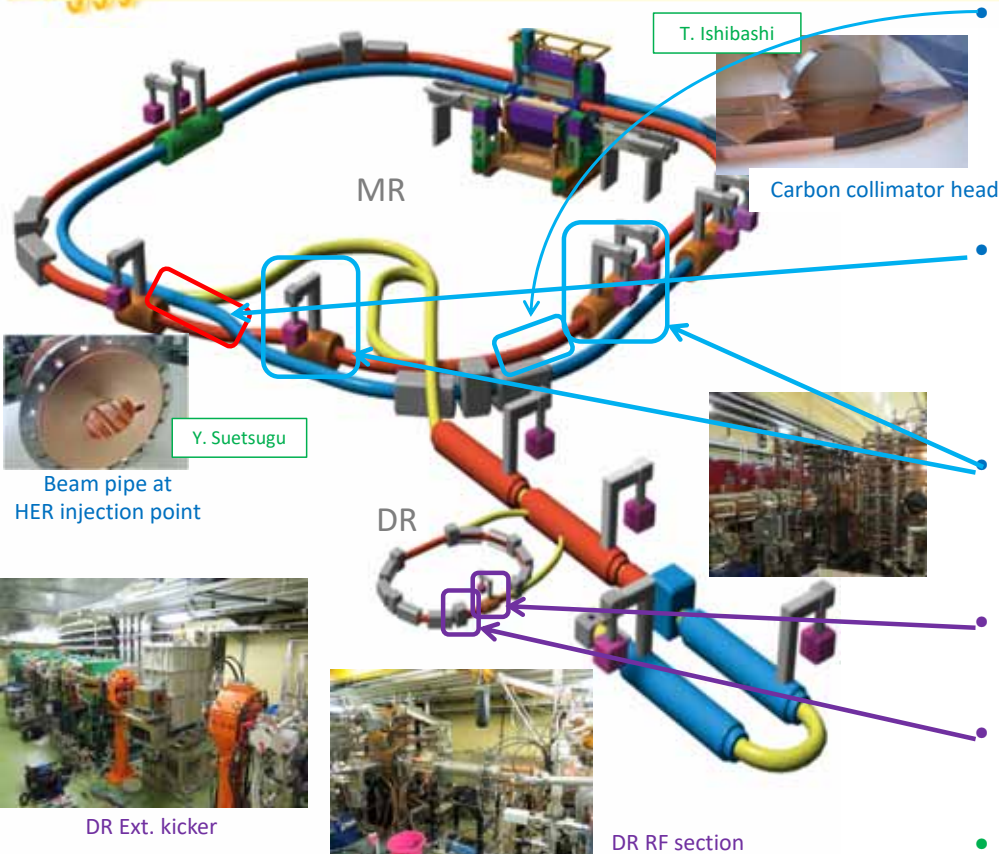 T. Ishibashi
Carbon collimator head
MR
Y. Suetsugu
Beam pipe at
HER injection point
DR
DR Ext. kicker
DR RF section